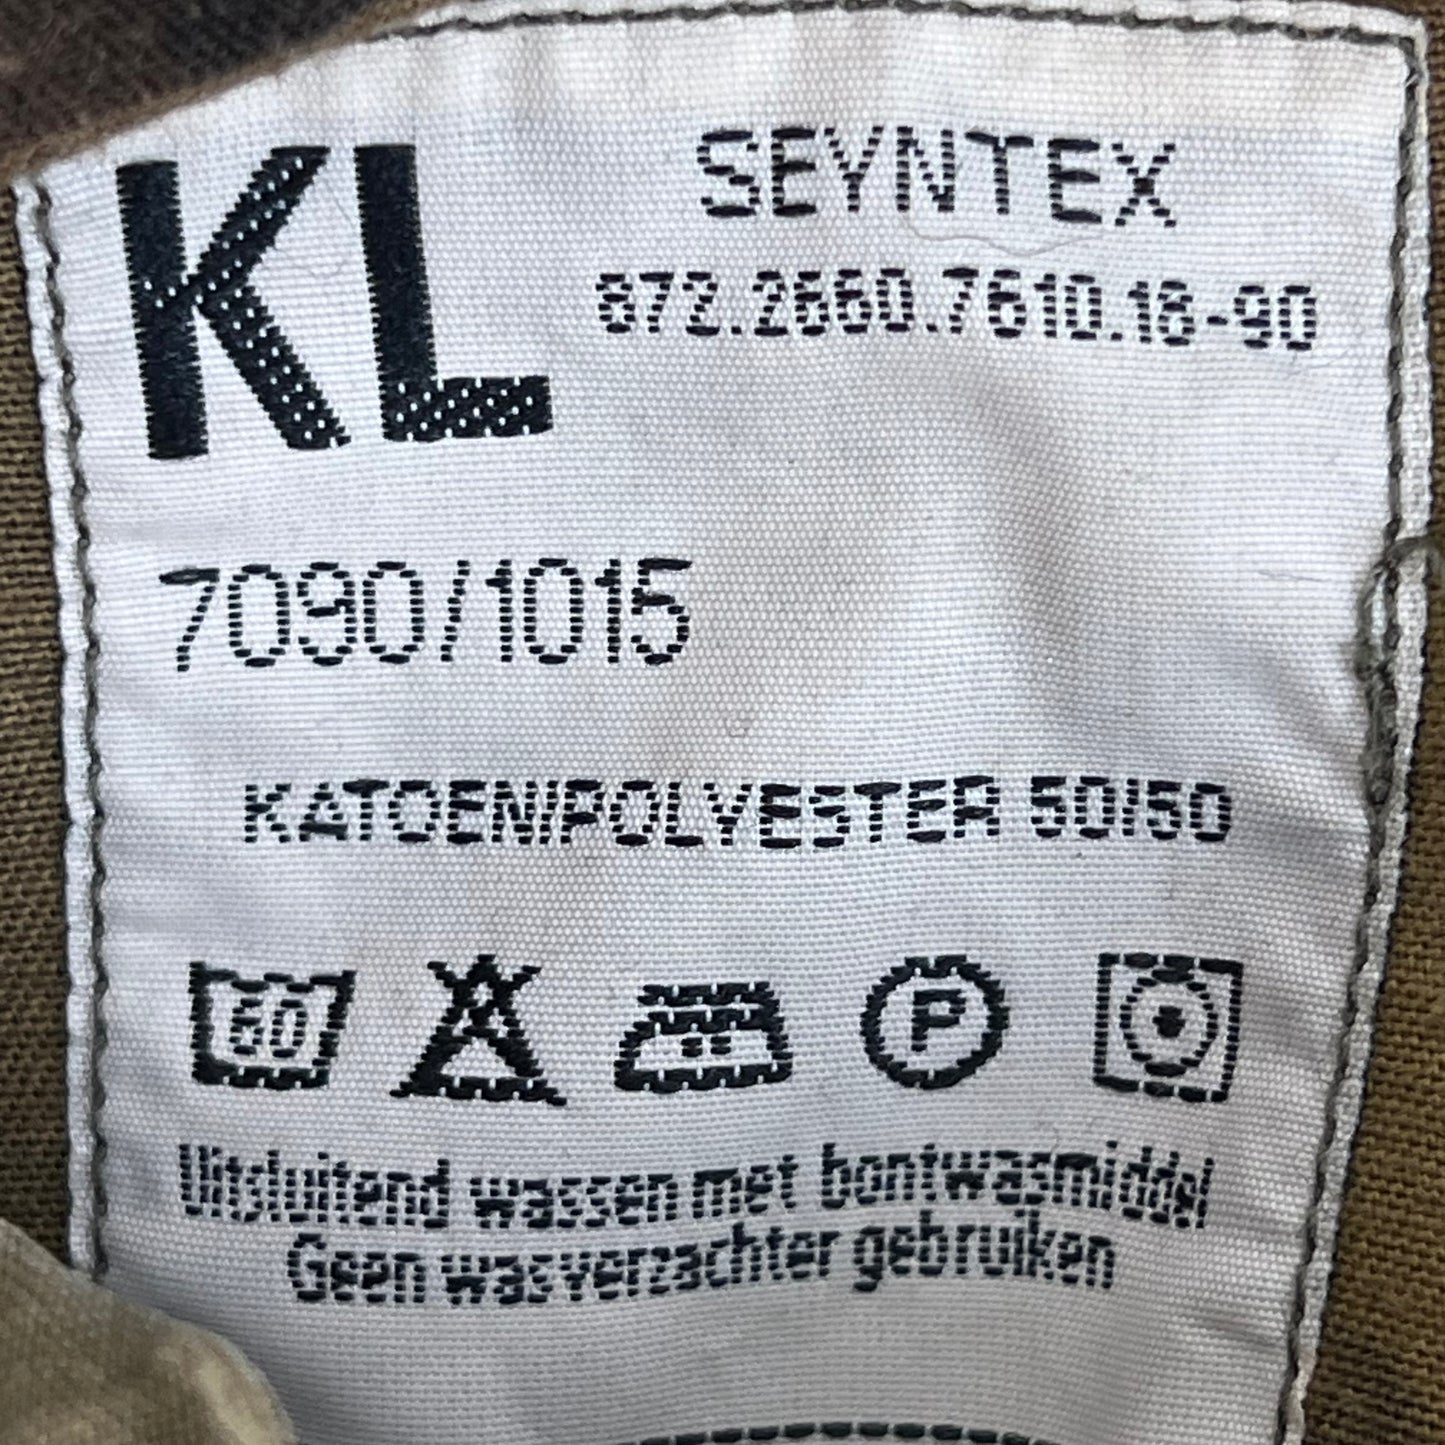 KL
SEYNTEX
672.2660.7610.18-90
7090/1015
KATOEN/POLYESTER 50/50
60
P
Uitsluitend wassen met bontwasmiddel
Geen wasverzachter gebruiken